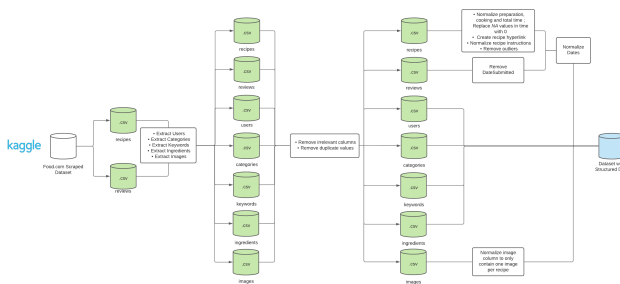 kaggle
Food.com Scraped
Dataset
.csv
recipes
.csv
reviews
• Extract Users
• Extract Categories
• Extract Keywords
• Extract Ingredients
• Extract Images
.csv
recipes
.csv
reviews
.csv
users
.csv
categories
.csv
keywords
.csv
ingredients
.csv
images
• Remove irrelevant columns
• Remove duplicate values
.csv
recipes
.csv
reviews
.csv
users
.csv
categories
.csv
keywords
.csv
ingredients
.csv
images
• Normalize preparation,
cooking and total time ;
Replace NA values in time
with 0
• Create recipe hyperlink
• Normalize recipe instructions
• Remove outliers
Remove
DateSubmitted
Normalize
Dates
Normalize image
column to only
contain one image
per recipe
Dataset
Structured